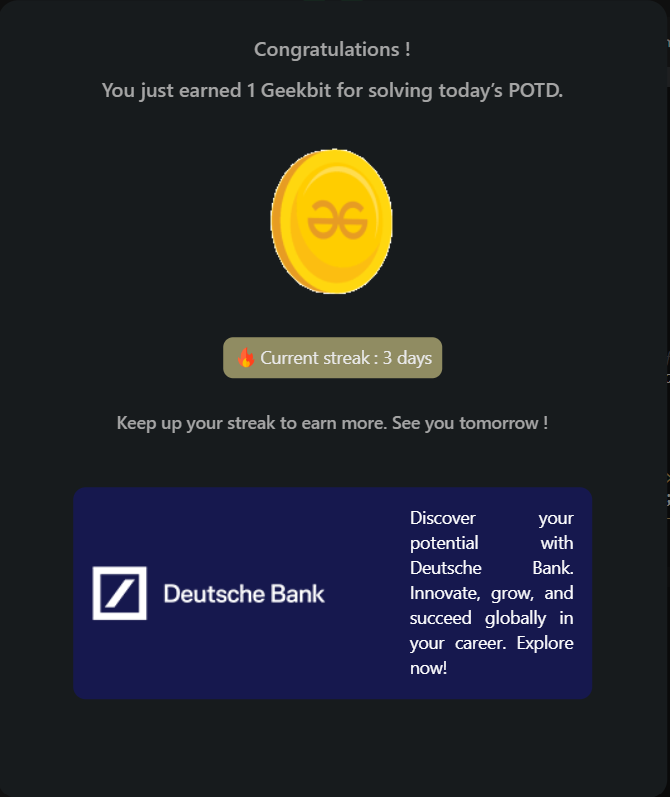 Congratulations !
You just earned 1 Geekbit for solving today’s POTD.
🔥 Current streak : 3 days
Keep up your streak to earn more. See you tomorrow !
Deutsche Bank
Discover your
potential with
Deutsche Bank.
Innovate, grow, and
succeed globally in
your career. Explore
now!